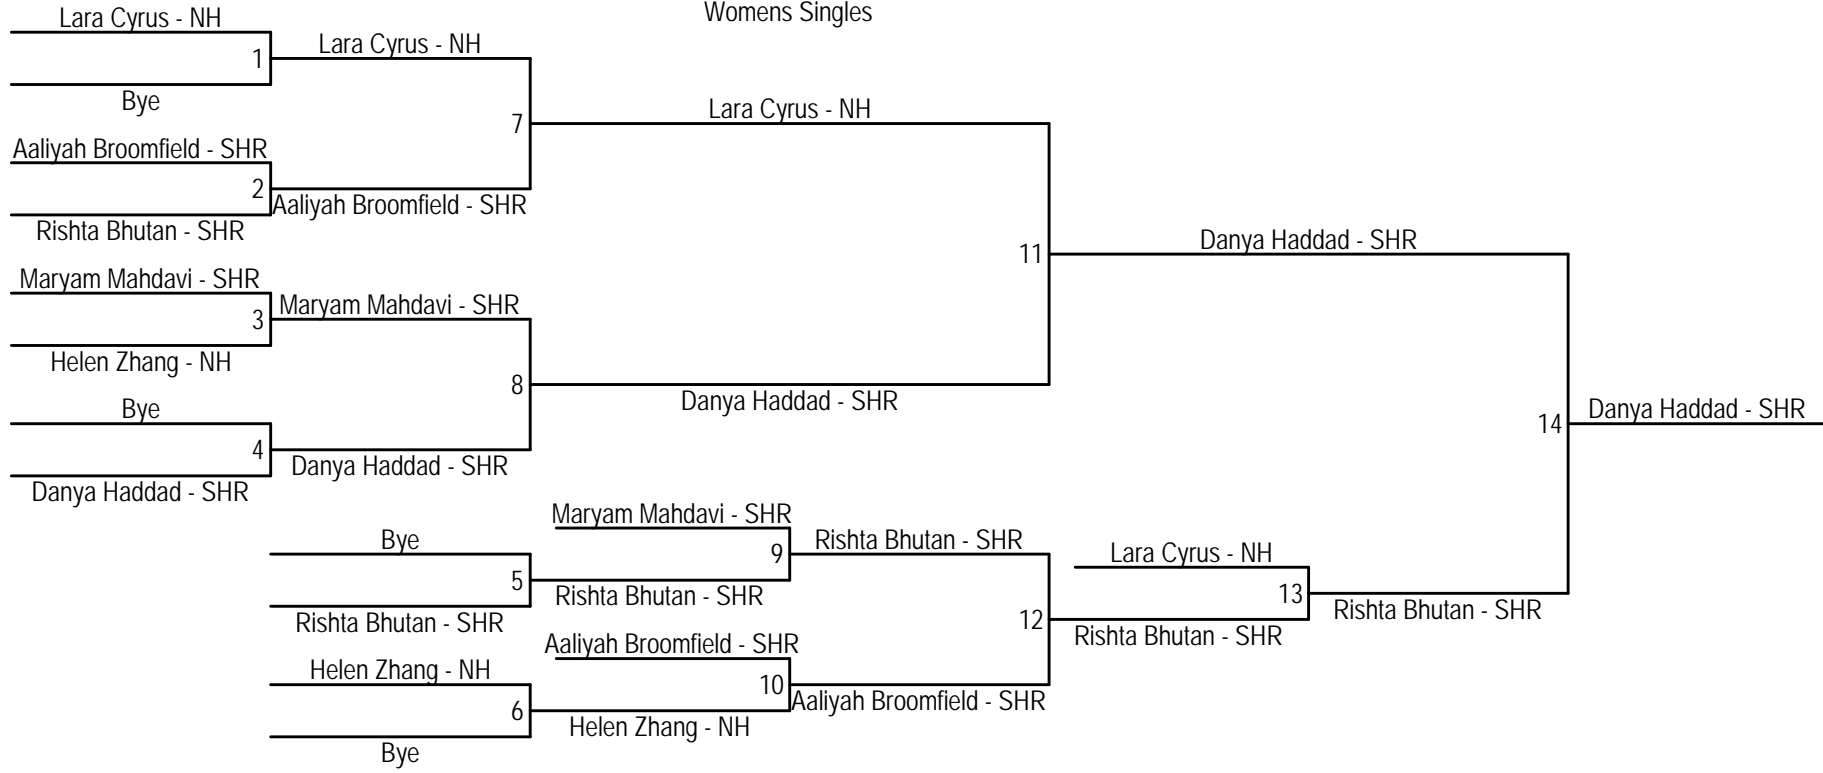 Womens Singles
Lara Cyrus - NH
1
Lara Cyrus - NH
Bye
7
Lara Cyrus - NH
Aaliyah Broomfield - SHR
2
Aaliyah Broomfield - SHR
Rishta Bhutan - SHR
11
Danya Haddad - SHR
Maryam Mahdavi - SHR
3
Maryam Mahdavi - SHR
Helen Zhang - NH
8
Danya Haddad - SHR
Bye
4
Danya Haddad - SHR
Danya Haddad - SHR
14
Danya Haddad - SHR
Bye
5
Rishta Bhutan - SHR
Rishta Bhutan - SHR
Maryam Mahdavi - SHR
9
Rishta Bhutan - SHR
Helen Zhang - NH
6
Helen Zhang - NH
Bye
Aaliyah Broomfield - SHR
10
Aaliyah Broomfield - SHR
12
Rishta Bhutan - SHR
Lara Cyrus - NH
13
Rishta Bhutan - SHR